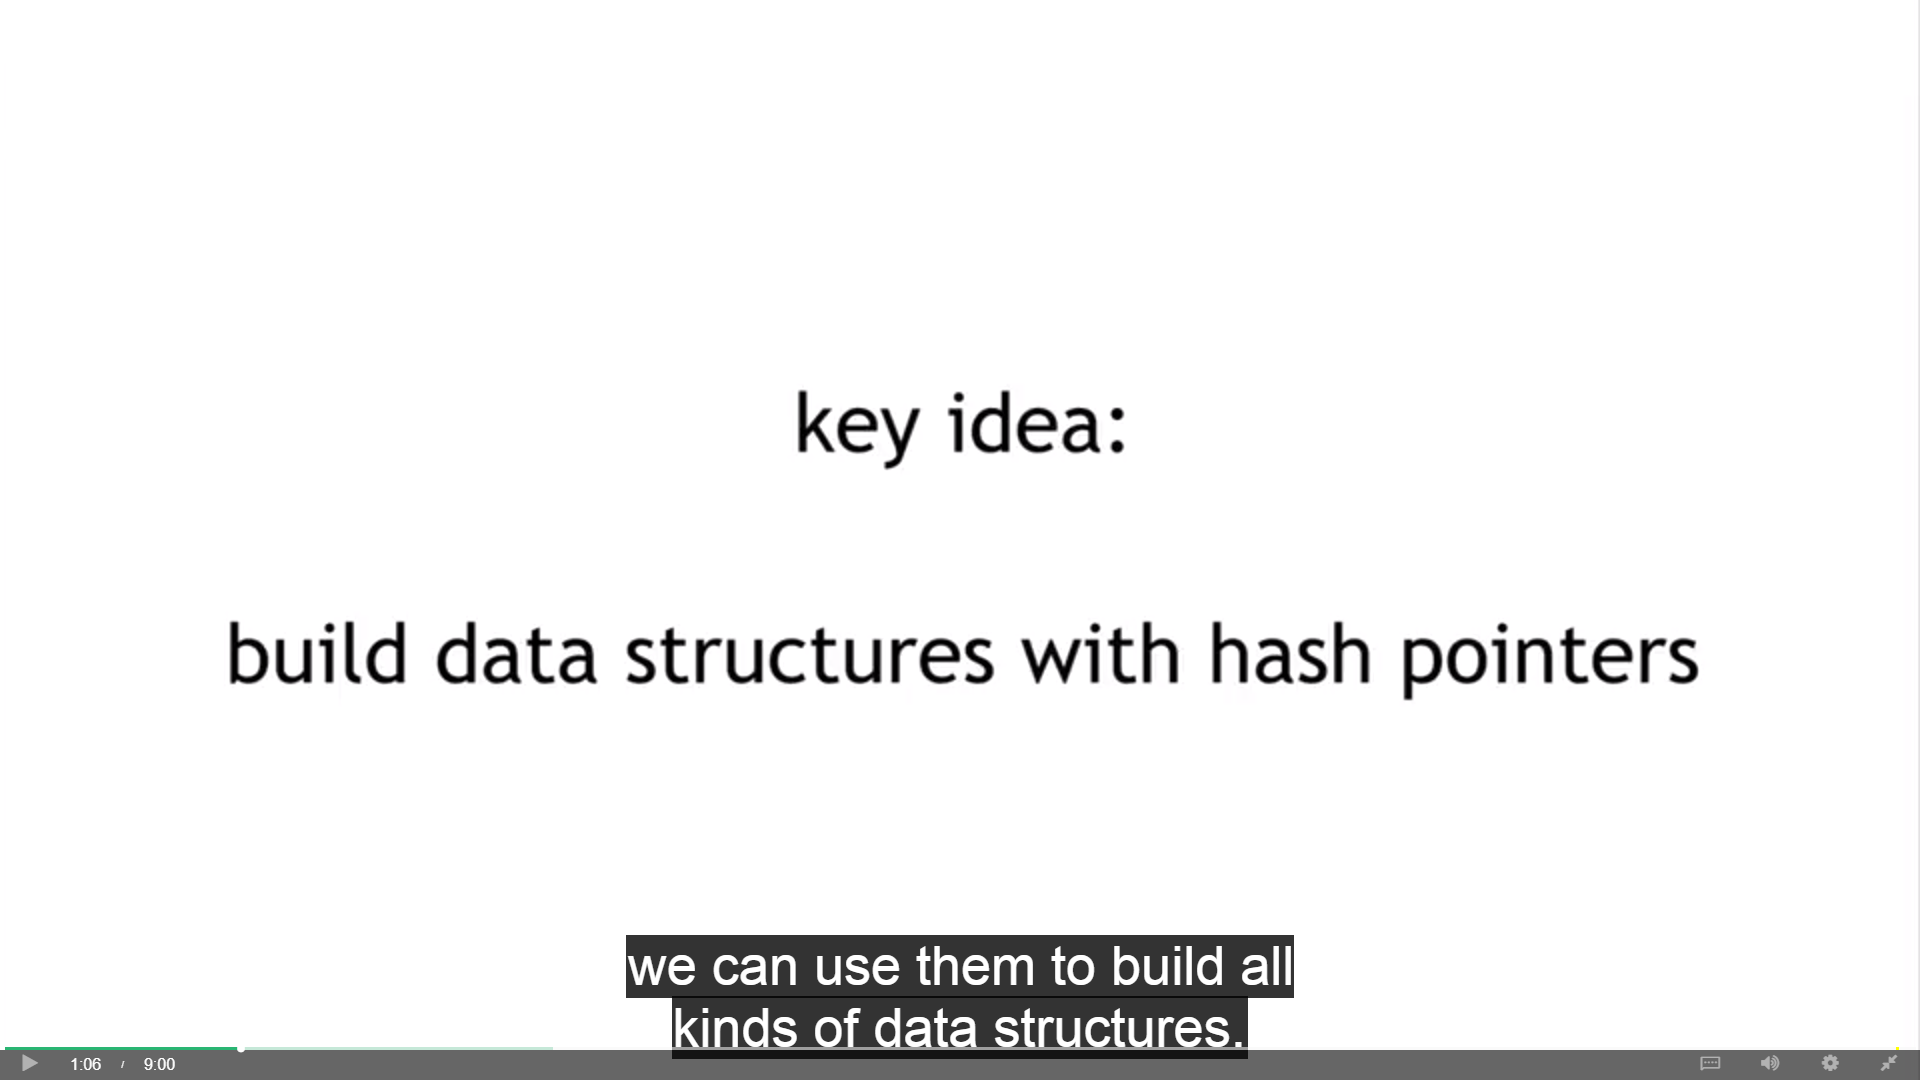 key idea:
build data structures with hash pointers
we can use them to build all
kinds of data structures.
1:06 / 9:00